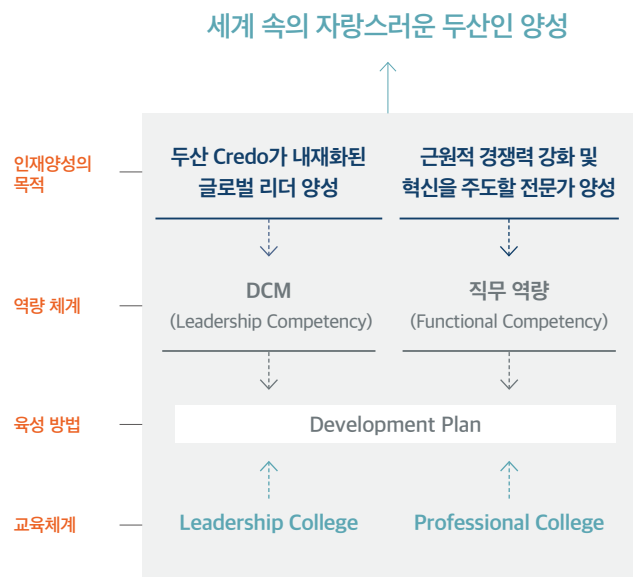 세계 속의 자랑스러운 두산인 양성
인재양성의
목적
두산 Credo가 내재화된
글로벌 리더 양성
근원적 경쟁력 강화 및
혁신을 주도할 전문가 양성
역량 체계
DCM
(Leadership Competency)
직무 역량
(Functional Competency)
육성 방법
Development Plan
교육체계
Leadership College
Professional College